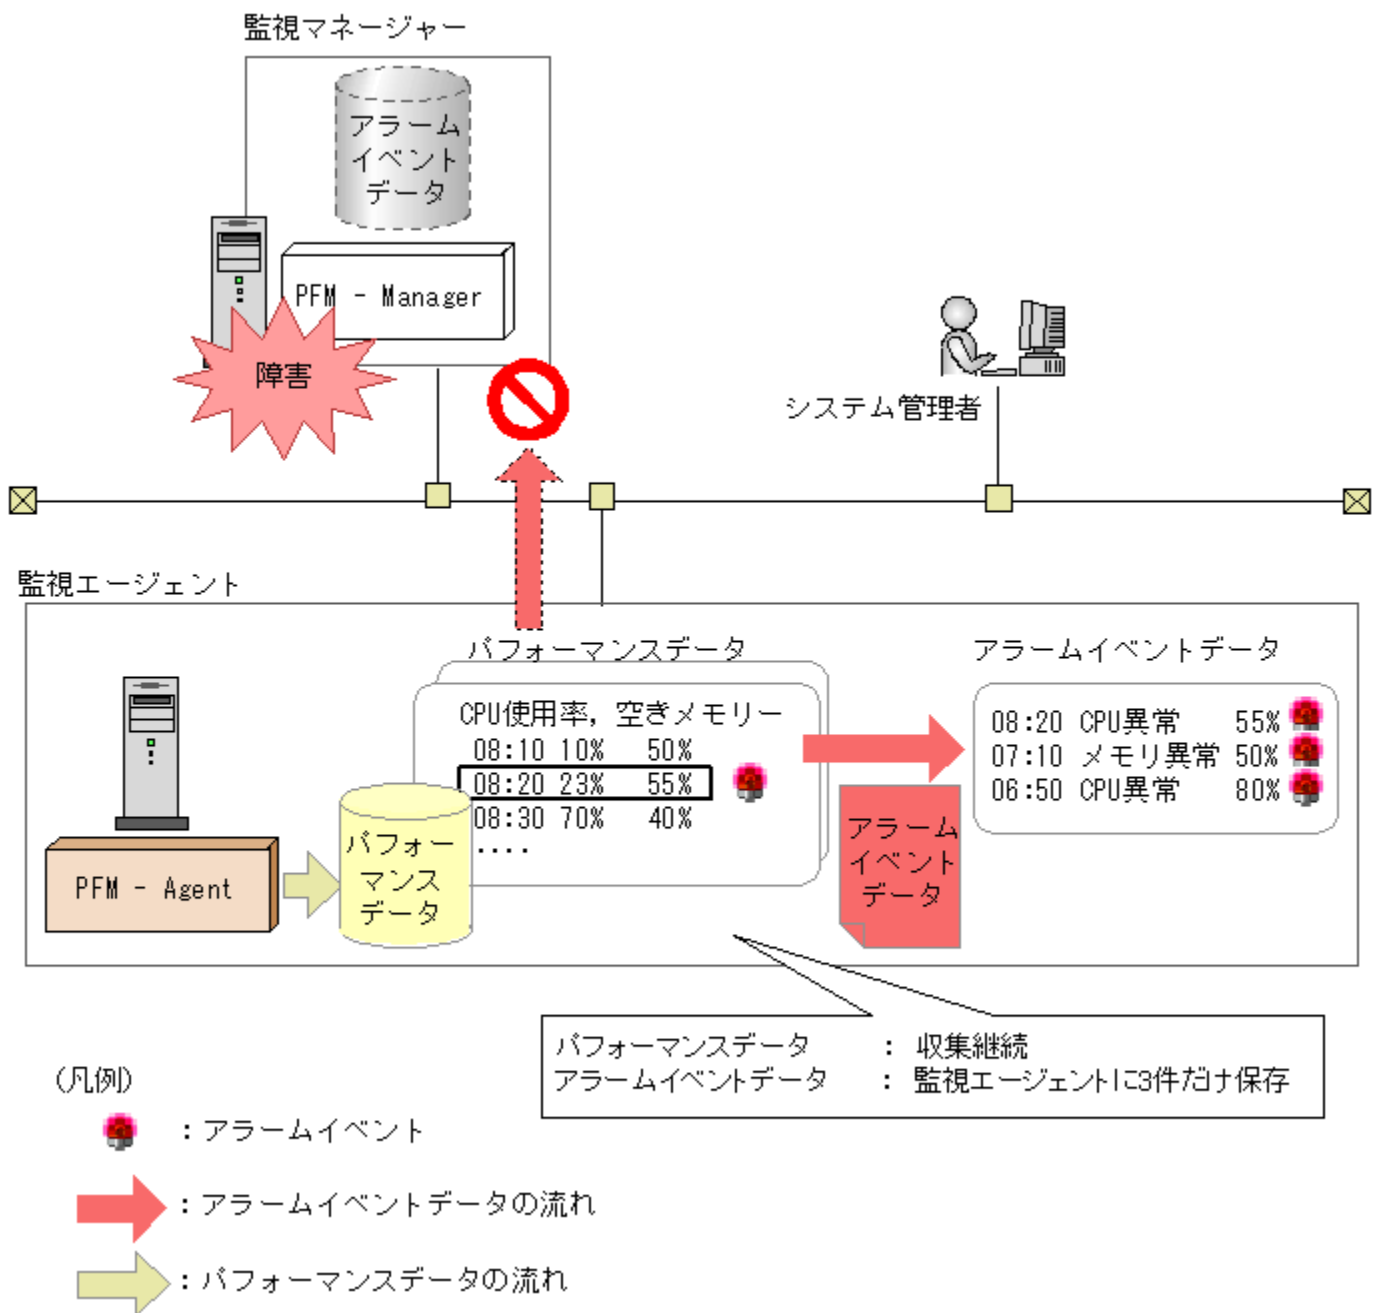 監視マネージャー
アラーム
イベント
データ
PFM - Manager
障害
システム管理者
監視エージェント
パフォーマンスデータ
アラームイベントデータ
CPU使用率, 空きメモリー
08:10 10% 50%
08:20 23% 55%
08:30 70% 40%
....
08:20 CPU異常 55%
07:10 メモリ異常 50%
06:50 CPU異常 80%
PFM - Agent
パフォー
マンス
データ
アラーム
イベント
データ
パフォーマンスデータ : 収集継続
アラームイベントデータ : 監視エージェントに3件だけ保存
(凡例)
: アラームイベント
: アラームイベントデータの流れ
: パフォーマンスデータの流れ